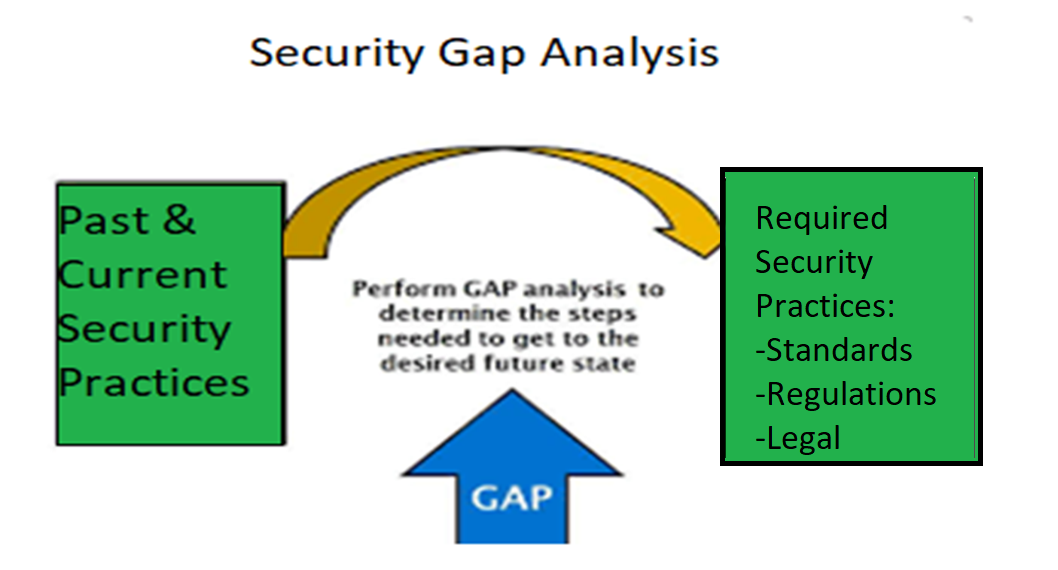 Security Gap Analysis
Past &
Current
Security
Practices
Perform GAP analysis to
determine the steps
needed to get to the
desired future state
GAP
Required
Security
Practices:
-Standards
-Regulations
-Legal